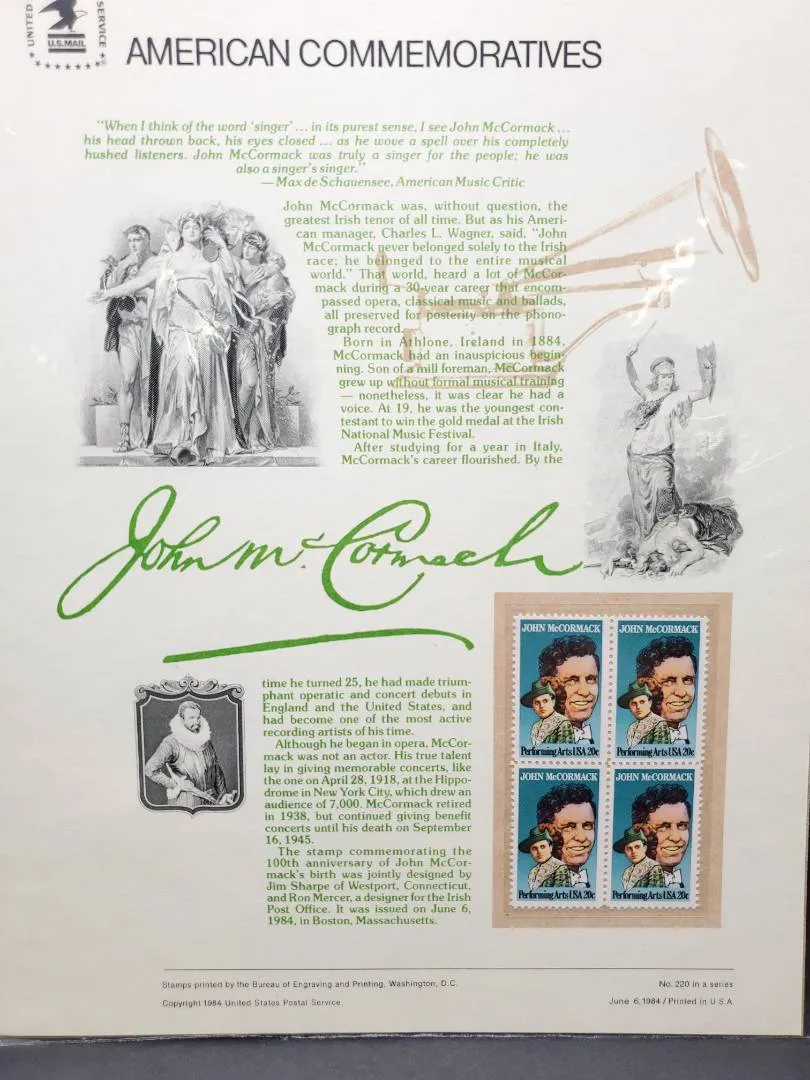 UNITED
SERVICE
U.S.MAIL
AMERICAN COMMEMORATIVES
"When I think of the word 'singer' ... in its purest sense, I see John McCormack ...
his head thrown back, his eyes closed ... as he wove a spell over his completely
hushed listeners. John McCormack was truly a singer for the people; he was
also a singer's singer."
—Max de Schauensee, American Music Critic
John McCormack was, without question, the
greatest Irish tenor of all time. But as his Ameri-
can manager, Charles L. Wagner, said, "John
McCormack never belonged solely to the Irish
race; he belonged to the entire musical
world." That world, heard a lot of McCor-
mack during a 30-year career that encom-
passed opera, classical music and ballads,
all preserved for posterity on the phono-
graph record.
Born in Athlone, Ireland in 1884,
McCormack had an inauspicious begin-
ning. Son of a mill foreman, McCormack
grew up without formal musical training
— nonetheless, it was clear he had a
voice. At 19, he was the youngest con-
testant to win the gold medal at the Irish
National Music Festival.
After studying for a year in Italy,
McCormack's career flourished. By the
John McCormack
time he turned 25, he had made trium-
phant operatic and concert debuts in
England and the United States, and
had become one of the most active
recording artists of his time.
Although he began in opera, McCor-
mack was not an actor. His true talent
lay in giving memorable concerts, like
the one on April 28, 1918, at the Hippo-
drome in New York City, which drew an
audience of 7,000. McCormack retired
in 1938, but continued giving benefit
concerts until his death on September
16, 1945.
The stamp commemorating the
100th anniversary of John McCor-
mack's birth was jointly designed by
Jim Sharpe of Westport, Connecticut,
and Ron Mercer, a designer for the Irish
Post Office. It was issued on June 6,
1984, in Boston, Massachusetts.
JOHN McCORMACK
Performing Arts USA 20c
JOHN McCORMACK
Performing Arts USA 20c
JOHN McCORMACK
Performing Arts USA 20c
JOHN McCORMACK
Performing Arts USA 20c
Stamps printed by the Bureau of Engraving and Printing, Washington, D.C.
Copyright 1984 United States Postal Service
No. 220 in a series
June 6, 1984 / Printed in U.S.A.